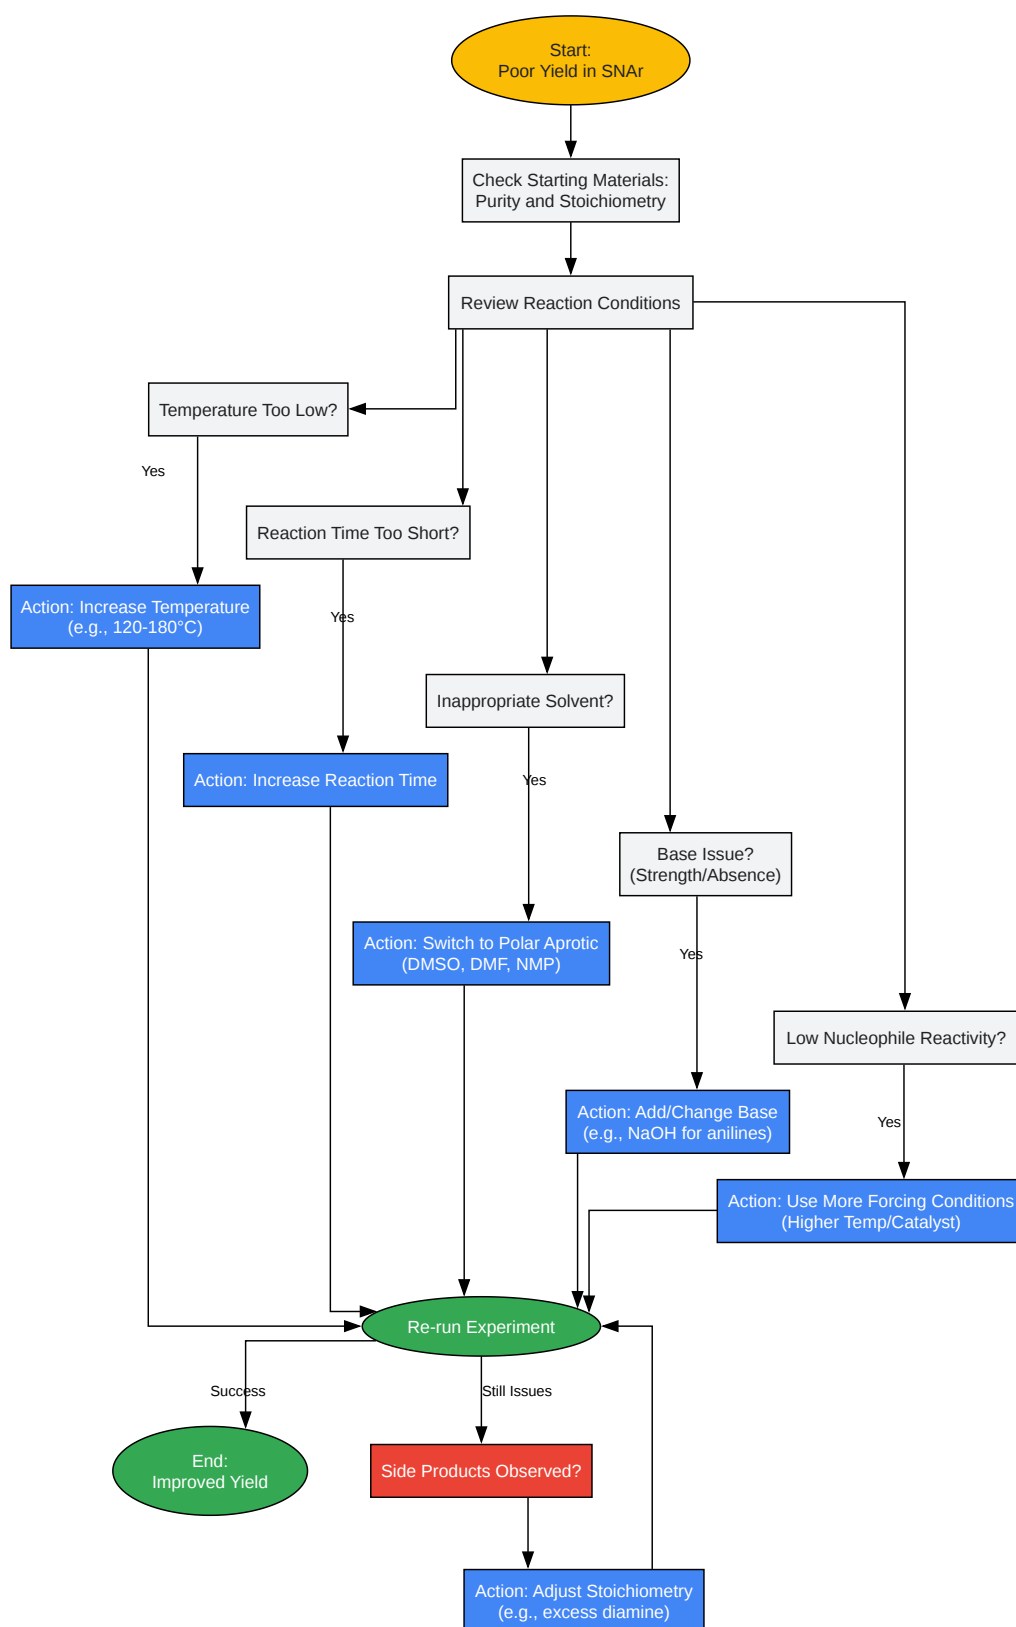 Start:
Poor Yield in SNAr
Check Starting Materials:
Purity and Stoichiometry
Review Reaction Conditions
Temperature Too Low?
Yes
Reaction Time Too Short?
Action: Increase Temperature
(e.g., 120-180°C)
Yes
Inappropriate Solvent?
Action: Increase Reaction Time
Yes
Base Issue?
(Strength/Absence)
Action: Switch to Polar Aprotic
(DMSO, DMF, NMP)
Yes
Low Nucleophile Reactivity?
Action: Add/Change Base
(e.g., NaOH for anilines)
Yes
Action: Use More Forcing Conditions
(Higher Temp/Catalyst)
Re-run Experiment
Success
Still Issues
End:
Improved Yield
Side Products Observed?
Action: Adjust Stoichiometry
(e.g., excess diamine)